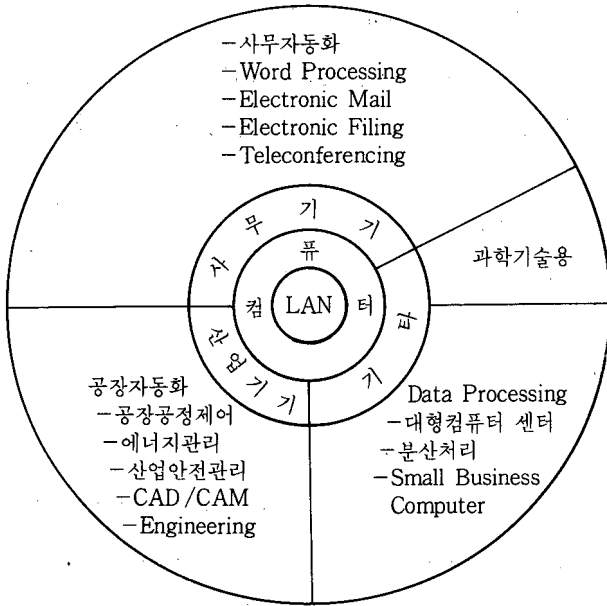 -사무자동화
-Word Processing
-Electronic Mail
-Electronic Filing
-Teleconferencing
사무기기
컴퓨터
LAN
과학기술용
기타
산업기기
공장자동화
-공장공정제어
-에너지관리
-산업안전관리
-CAD/CAM
-Engineering
Data Processing
-대형컴퓨터 센터
-분산처리
-Small Business
Computer